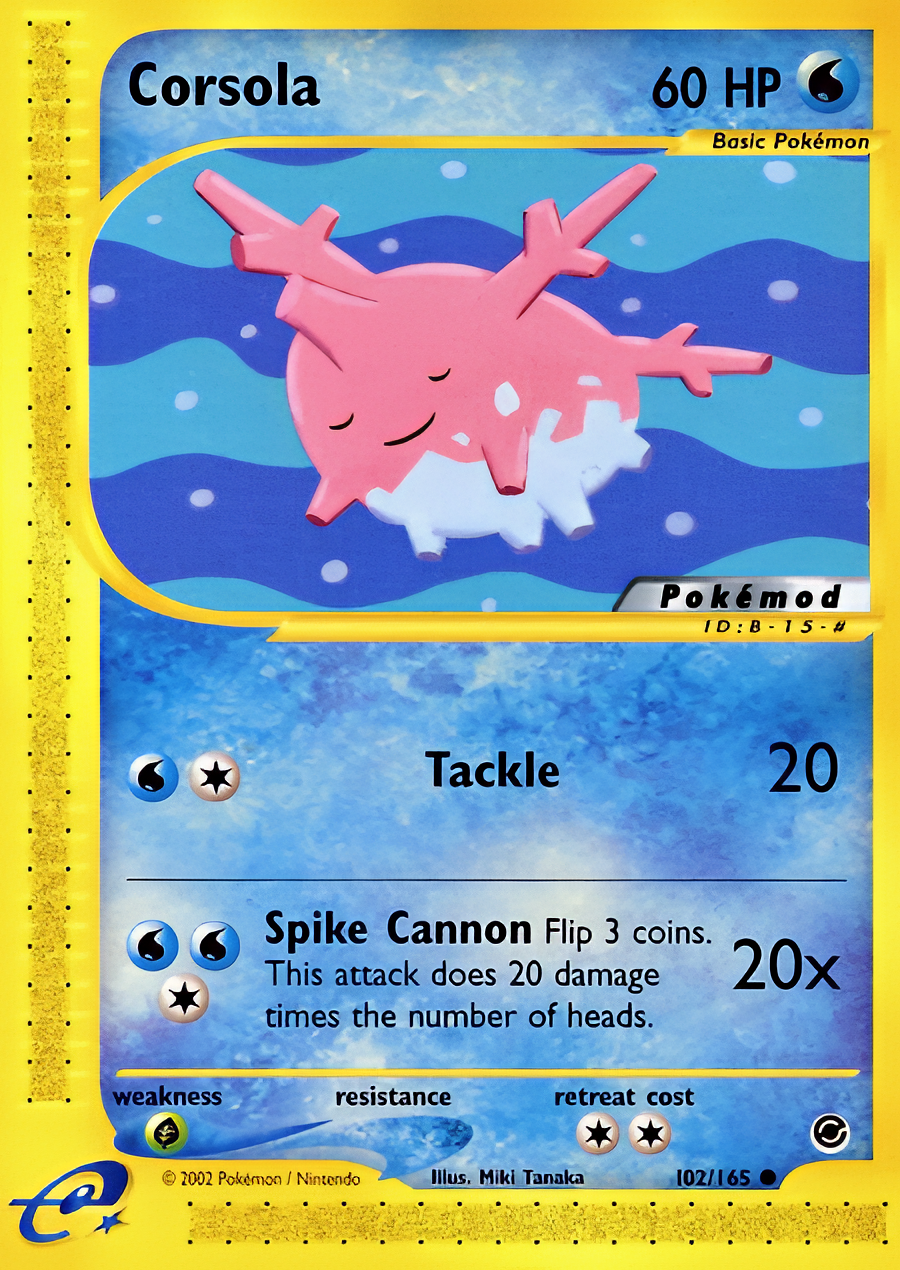 Corsola 60 HP
Basic Pokémon
Pokémod
ID:B-15-#
Tackle 20
Spike Cannon Flip 3 coins.
This attack does 20 damage
times the number of heads.
20x
weakness resistance retreat cost
© 2002 Pokémon / Nintendo Illus. Miki Tanaka 102/165